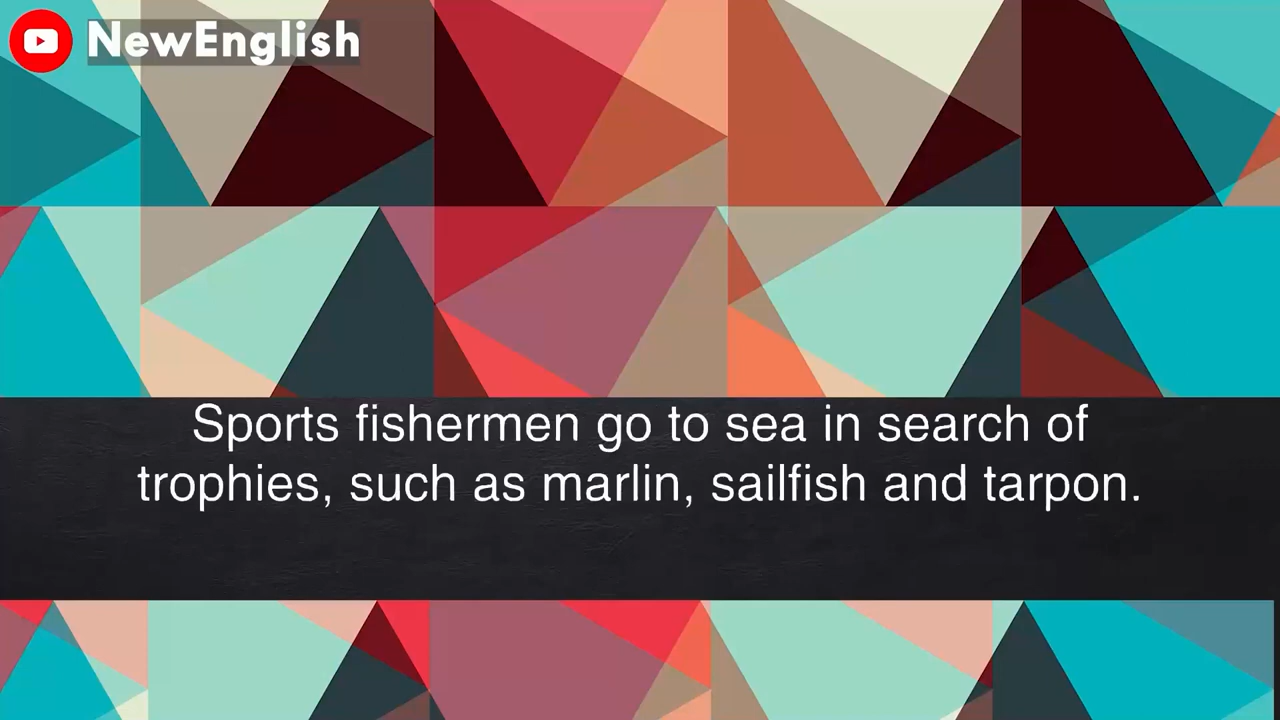 NewEnglish
Sports fishermen go to sea in search of
trophies, such as marlin, sailfish and tarpon.